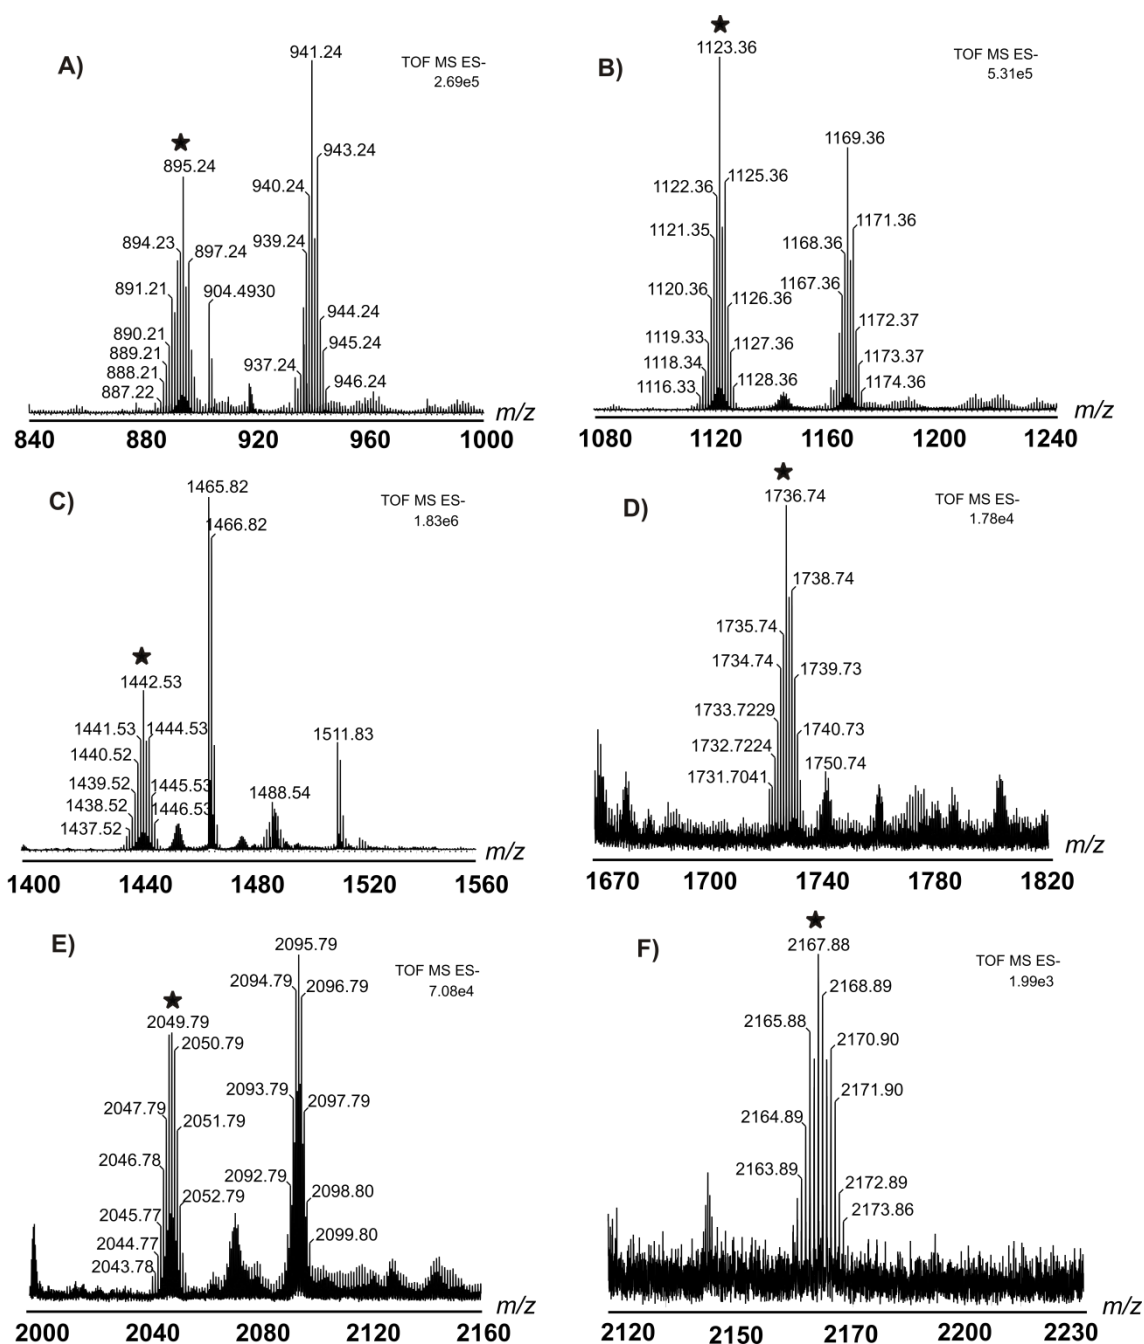 A)
TOF MS ES-
2.69e5
941.24
895.24
943.24
940.24
894.23
897.24
939.24
891.21
904.4930
944.24
890.21
945.24
889.21
937.24
888.21
946.24
887.22
m/z
840 880 920 960 1000
B)
TOF MS ES-
5.31e5
1123.36
1169.36
1122.36
1125.36
1121.35
1168.36
1171.36
1120.36
1126.36
1167.36
1119.33
1127.36
1172.37
1118.34
1173.37
1116.33
1128.36
1174.36
m/z
1080 1120 1160 1200 1240
C)
TOF MS ES-
1.83e6
1465.82
1466.82
1442.53
1441.53
1444.53
1511.83
1440.52
1439.52
1445.53
1488.54
1438.52
1446.53
1437.52
m/z
1400 1440 1480 1520 1560
D)
TOF MS ES-
1.78e4
1736.74
1738.74
1735.74
1734.74
1739.73
1733.7229
1740.73
1732.7224
1750.74
1731.7041
m/z
1670 1700 1740 1780 1820
E)
TOF MS ES-
7.08e4
2095.79
2094.79
2096.79
2049.79
2050.79
2093.79
2097.79
2047.79
2051.79
2046.78
2092.79
2052.79
2098.80
2045.77
2099.80
2044.77
2043.78
m/z
2000 2040 2080 2120 2160
F)
TOF MS ES-
1.99e3
2167.88
2168.89
2165.88
2170.90
2171.90
2164.89
2163.89
2172.89
2173.86
m/z
2120 2150 2170 2200 2230